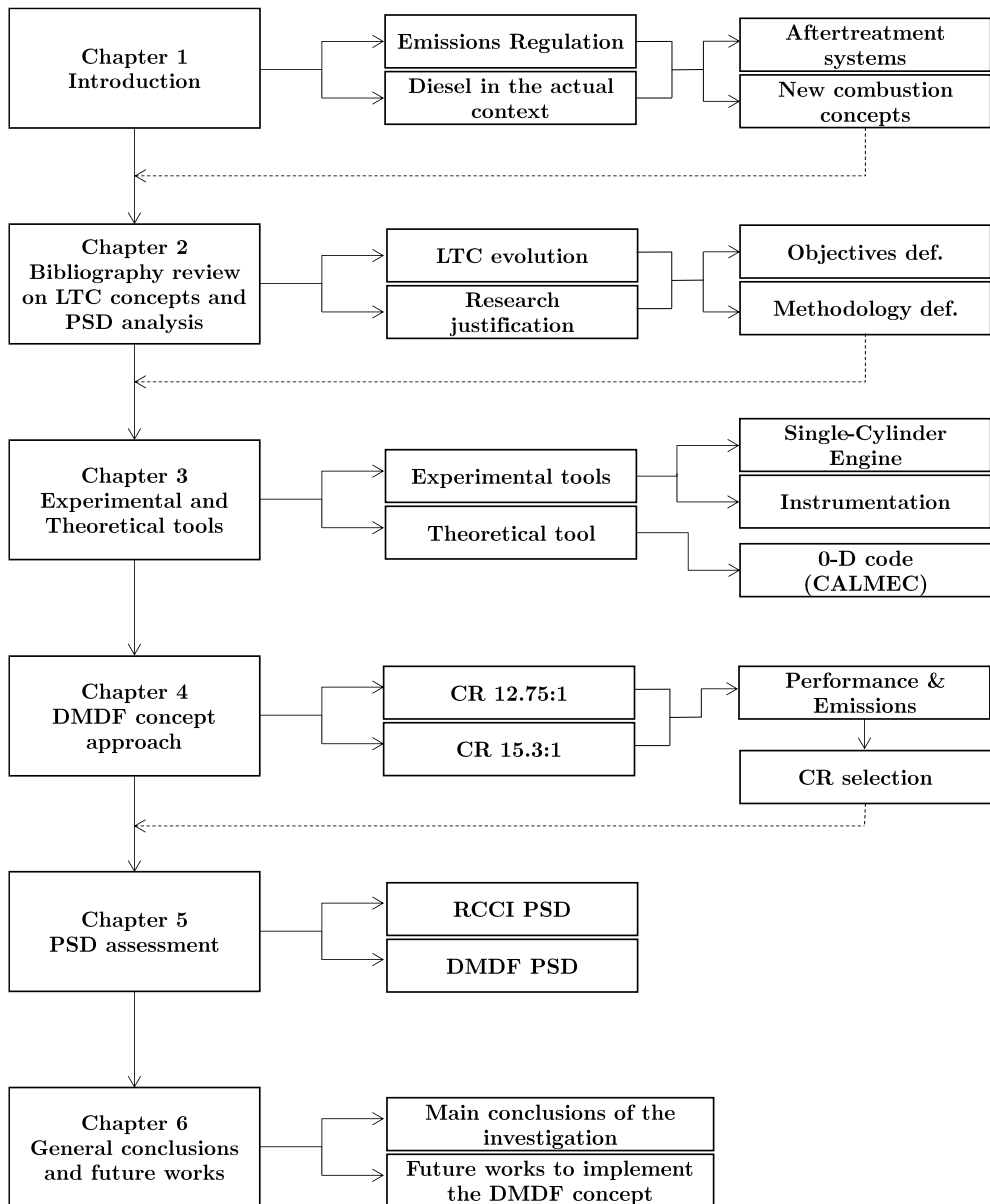 Chapter 1
Introduction
Emissions Regulation
Diesel in the actual
context
Aftertreatment
systems
New combustion
concepts
Chapter 2
Bibliography review
on LTC concepts and
PSD analysis
LTC evolution
Research
justification
Objectives def.
Methodology def.
Chapter 3
Experimental and
Theoretical tools
Experimental tools
Theoretical tool
Single-Cylinder
Engine
Instrumentation
0-D code
(CALMEC)
Chapter 4
DMDF concept
approach
CR 12.75:1
CR 15.3:1
Performance &
Emissions
CR selection
Chapter 5
PSD assessment
RCCI PSD
DMDF PSD
Chapter 6
General conclusions
and future works
Main conclusions of the
investigation
Future works to implement
the DMDF concept